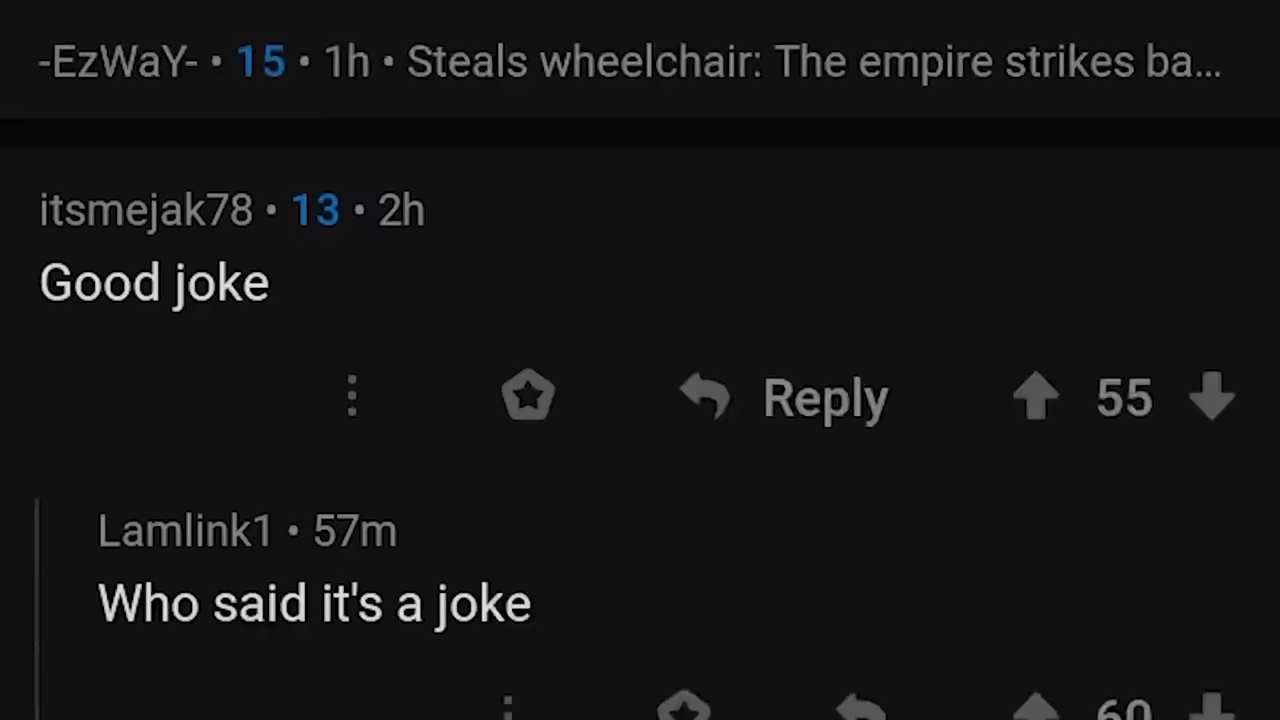 -EzWaY- • 15 • 1h • Steals wheelchair: The empire strikes ba...
itsmejak78 • 13 • 2h
Good joke
Reply 55
Lamlink1 • 57m
Who said it's a joke
60